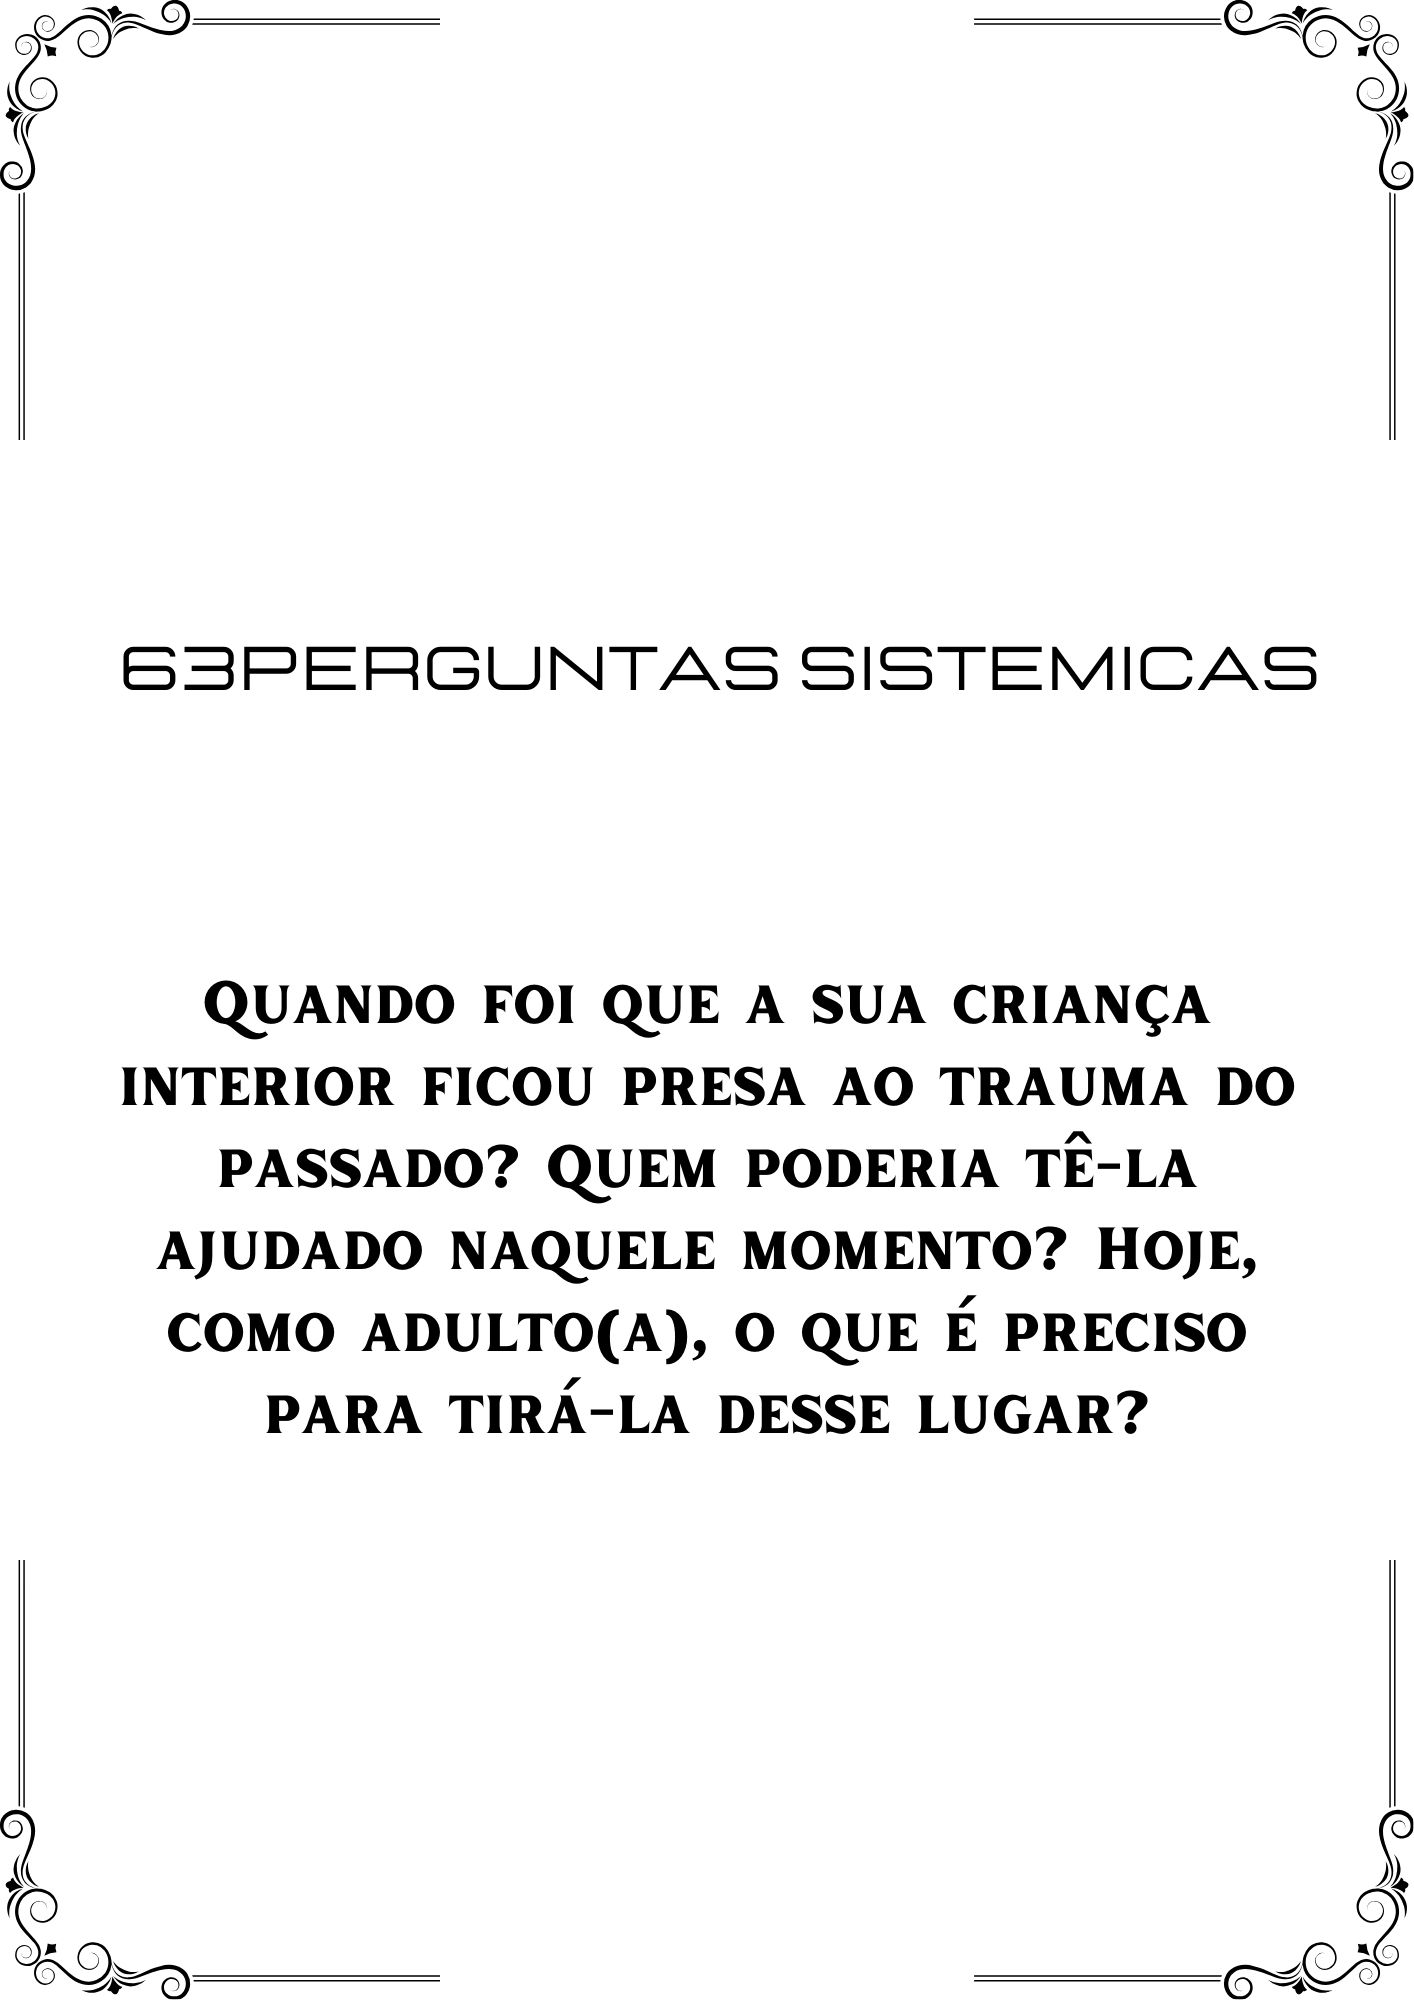 63PERGUNTAS SISTEMICAS
Quando foi que a sua criança
interior ficou presa ao trauma do
passado? Quem poderia tê-la
ajudado naquele momento? Hoje,
como adulto(a), o que é preciso
para tirá-la desse lugar?